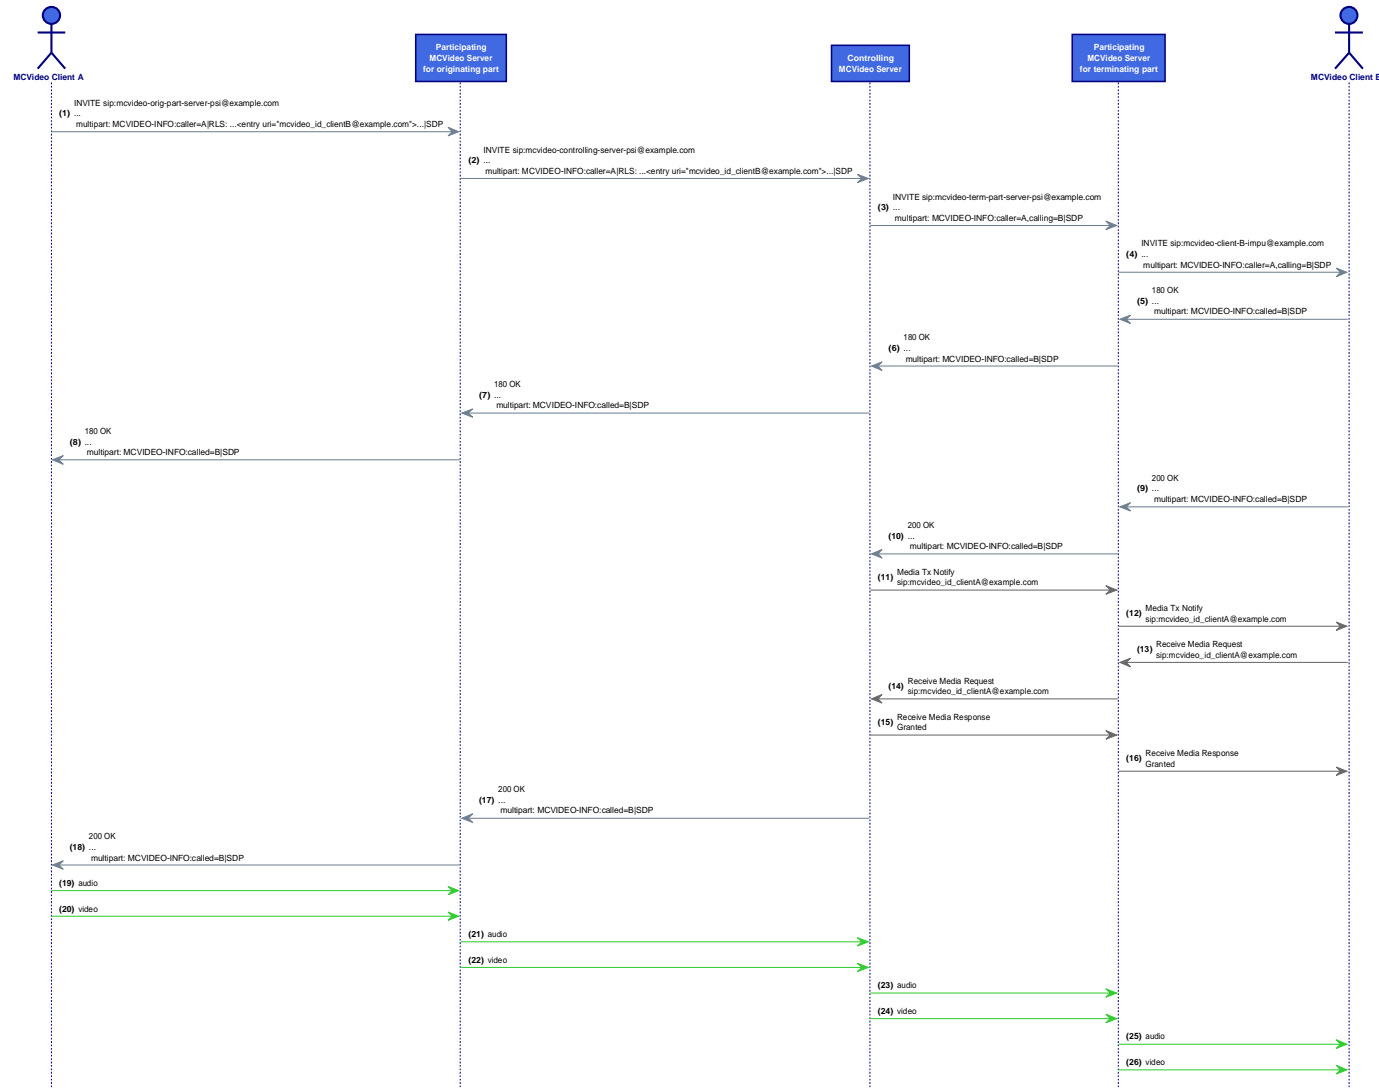 MCVideo Client A
Participating
MCVideo Server
for originating part
Controlling
MCVideo Server
Participating
MCVideo Server
for terminating part
MCVideo Client B
INVITE sip:mcvideo-orig-part-server-psi@example.com
(1) ...
multipart: MCVIDEO-INFO:caller=A|RLS: ...<entry uri="mcvideo_id_clientB@example.com">...|SDP
INVITE sip:mcvideo-controlling-server-psi@example.com
(2) ...
multipart: MCVIDEO-INFO:caller=A|RLS: ...<entry uri="mcvideo_id_clientB@example.com">...|SDP
INVITE sip:mcvideo-term-part-server-psi@example.com
(3) ...
multipart: MCVIDEO-INFO:caller=A,calling=B|SDP
INVITE sip:mcvideo-client-B-impu@example.com
(4) ...
multipart: MCVIDEO-INFO:caller=A,calling=B|SDP
180 OK
(5) ...
multipart: MCVIDEO-INFO:called=B|SDP
180 OK
(6) ...
multipart: MCVIDEO-INFO:called=B|SDP
180 OK
(7) ...
multipart: MCVIDEO-INFO:called=B|SDP
180 OK
(8) ...
multipart: MCVIDEO-INFO:called=B|SDP
200 OK
(9) ...
multipart: MCVIDEO-INFO:called=B|SDP
200 OK
(10) ...
multipart: MCVIDEO-INFO:called=B|SDP
(11) Media Tx Notify
sip:mcvideo_id_clientA@example.com
(12) Media Tx Notify
sip:mcvideo_id_clientA@example.com
(13) Receive Media Request
sip:mcvideo_id_clientA@example.com
(14) Receive Media Request
sip:mcvideo_id_clientA@example.com
(15) Receive Media Response
Granted
(16) Receive Media Response
Granted
200 OK
(17) ...
multipart: MCVIDEO-INFO:called=B|SDP
200 OK
(18) ...
multipart: MCVIDEO-INFO:called=B|SDP
(19) audio
(20) video
(21) audio
(22) video
(23) audio
(24) video
(25) audio
(26) video